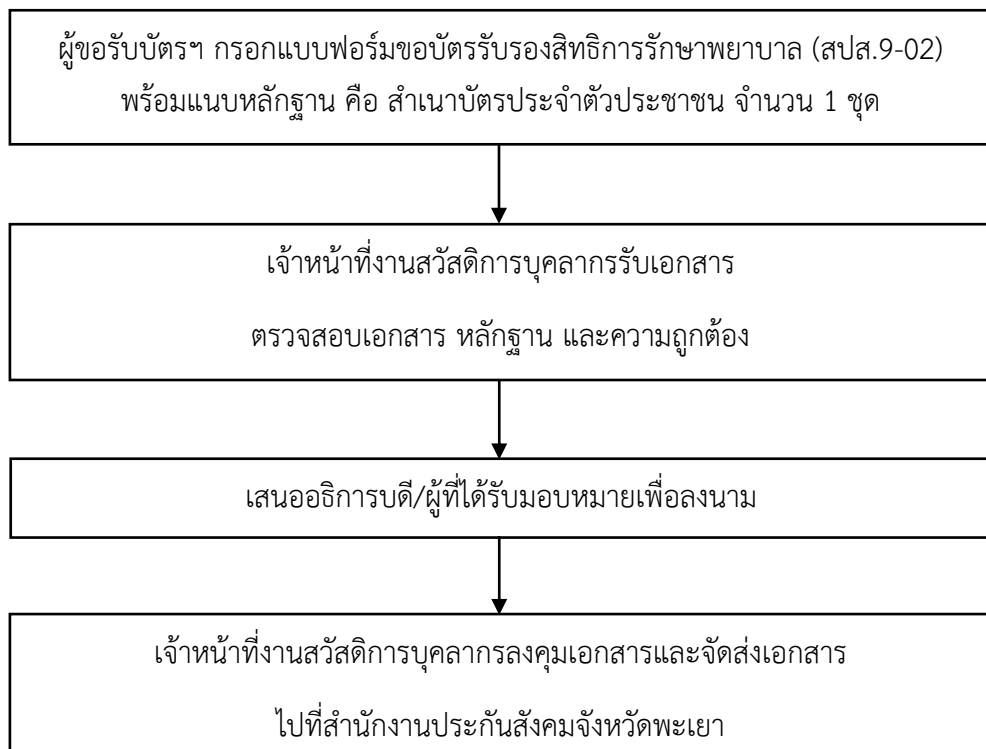 ผู้ขอรับบัตรฯ กรอกแบบฟอร์มขอบัตรรับรองสิทธิการรักษาพยาบาล (สปส.9-02)
พร้อมแนบหลักฐาน คือ สำเนาบัตรประจำตัวประชาชน จำนวน 1 ชุด
เจ้าหน้าที่งานสวัสดิการบุคลากรรับเอกสาร
ตรวจสอบเอกสาร หลักฐาน และความถูกต้อง
เสนออธิการบดี/ผู้ที่ได้รับมอบหมายเพื่อลงนาม
เจ้าหน้าที่งานสวัสดิการบุคลากรลงคุมเอกสารและจัดส่งเอกสาร
ไปที่สำนักงานประกันสังคมจังหวัดพะเยา